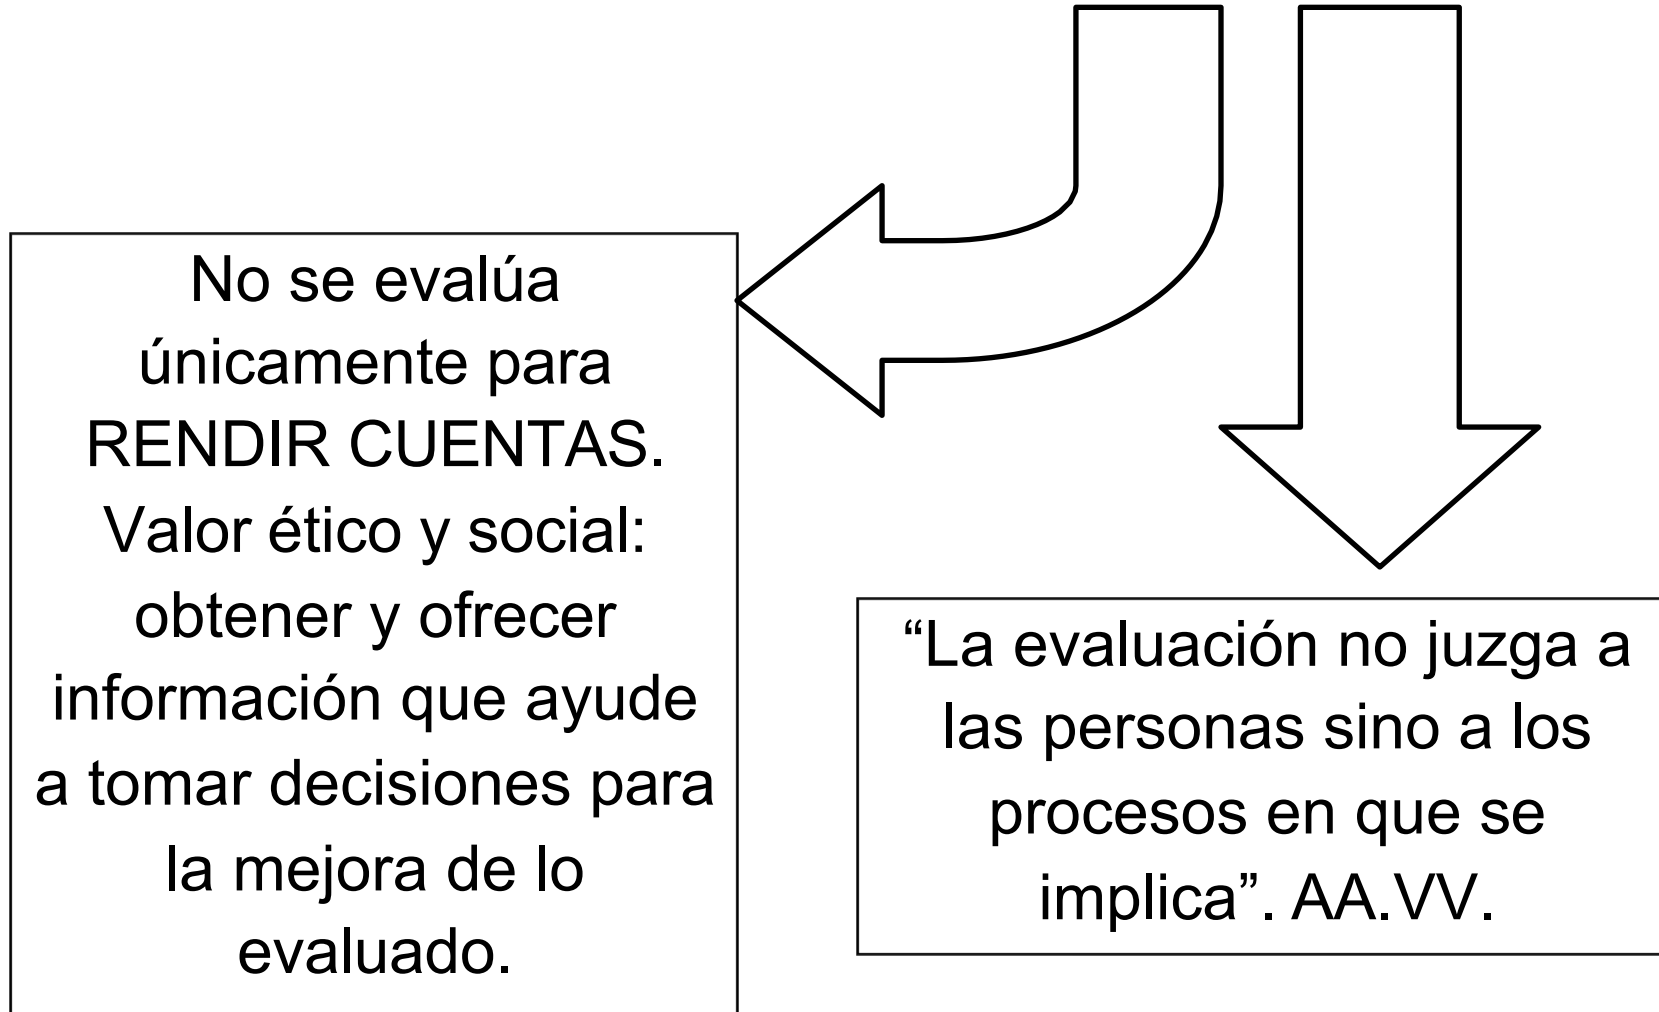 No se evalúa
únicamente para
RENDIR CUENTAS.
Valor ético y social:
obtener y ofrecer
información que ayude
a tomar decisiones para
la mejora de lo
evaluado.
“La evaluación no juzga a
las personas sino a los
procesos en que se
implica”. AA.VV.